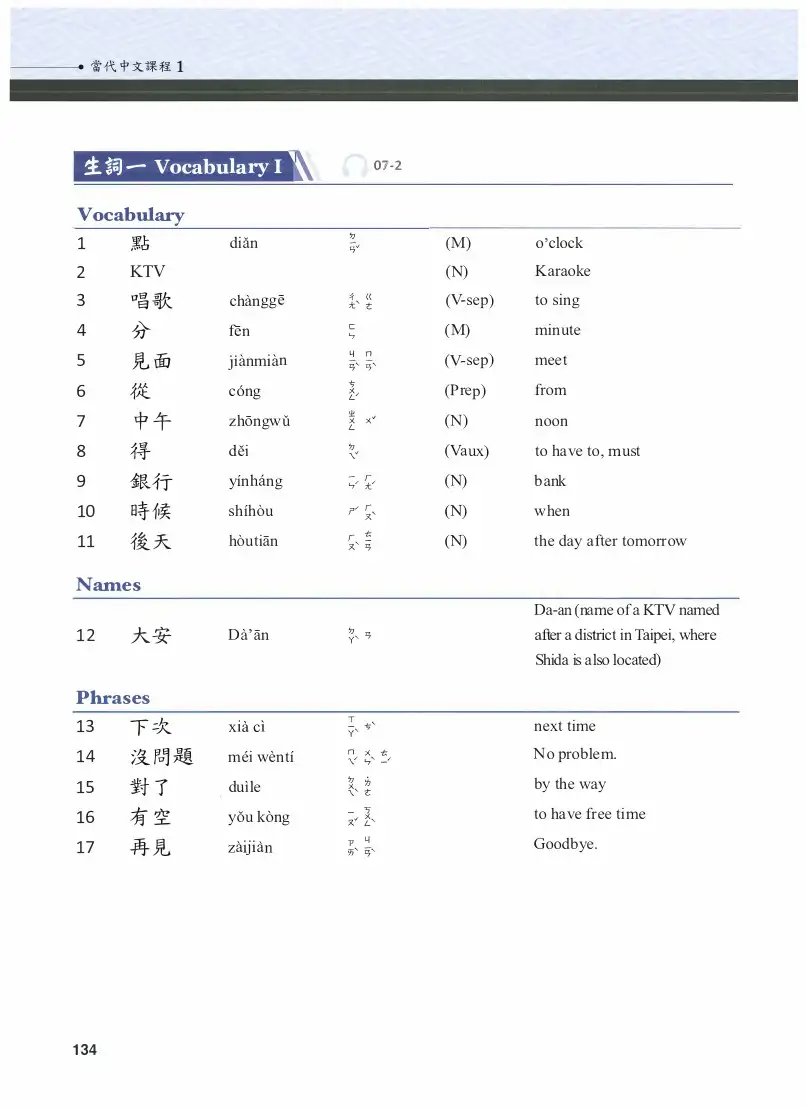 當代中文課程 1
生詞一 Vocabulary I 07-2
Vocabulary
1 點 diǎn ㄉㄧㄢˇ (M) o’clock
2 KTV (N) Karaoke
3 唱歌 chànggē ㄔㄤˋ ㄍㄜ (V-sep) to sing
4 分 fēn ㄈㄣ (M) minute
5 見面 jiànmiàn ㄐㄧㄢˋ ㄇㄧㄢˋ (V-sep) meet
6 從 cóng ㄘㄨㄥˊ (Prep) from
7 中午 zhōngwǔ ㄓㄨㄥ ㄨˇ (N) noon
8 得 děi ㄉㄟˇ (Vaux) to have to, must
9 銀行 yínháng ㄧㄣˊ ㄏㄤˊ (N) bank
10 時候 shíhòu ㄕˊ ㄏㄡˋ (N) when
11 後天 hòutiān ㄏㄡˋ ㄊㄧㄢ (N) the day after tomorrow
Names
Da-an (name of a KTV named
12 大安 Dà’ān ㄉㄚˋ ㄢ after a district in Taipei, where
Shida is also located)
Phrases
13 下次 xià cì ㄒㄧㄚˋ ㄘˋ next time
14 沒問題 méi wèntí ㄇㄟˊ ㄨㄣˋ ㄊㄧˊ No problem.
15 對了 duìle ㄉㄨㄟˋ ˙ㄌㄜ by the way
16 有空 yǒu kòng ㄧㄡˇ ㄎㄨㄥˋ to have free time
17 再見 zàijiàn ㄗㄞˋ ㄐㄧㄢˋ Goodbye.
134